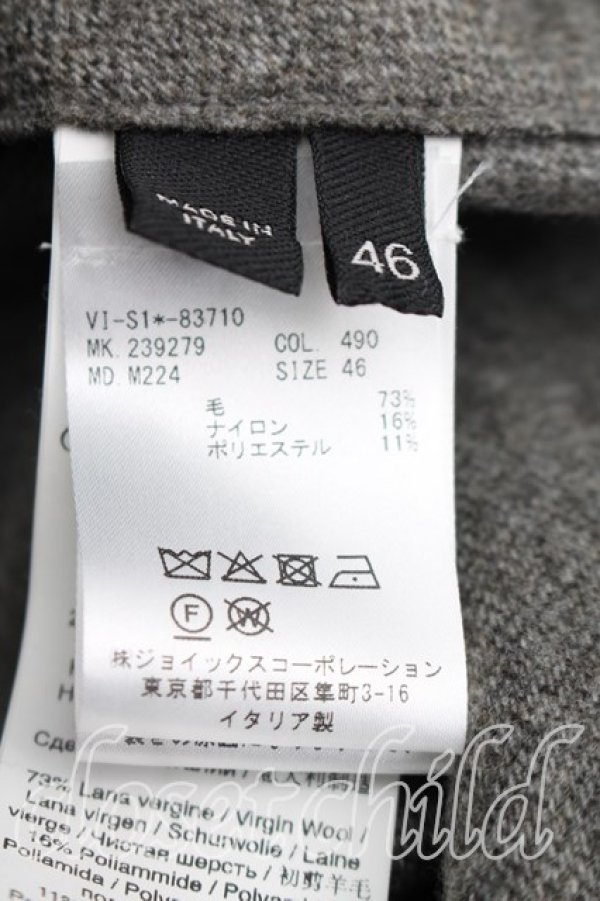 MADE IN
ITALY
46
VI-S1*-83710
MK. 239279 COL. 490
MD. M224 SIZE 46
毛 73%
ナイロン 16%
ポリエステル 11%
F
W
株ジョイックスコーポレーション
東京都千代田区隼町3-16
イタリア製
closetchild
73% Lana vergine / Virgin Wool /
Lana virgen / Schurwolle / Laine
vierge / Чистая шерсть / 初剪羊毛
16% Poliammide / Polyamide /
Poliamida /